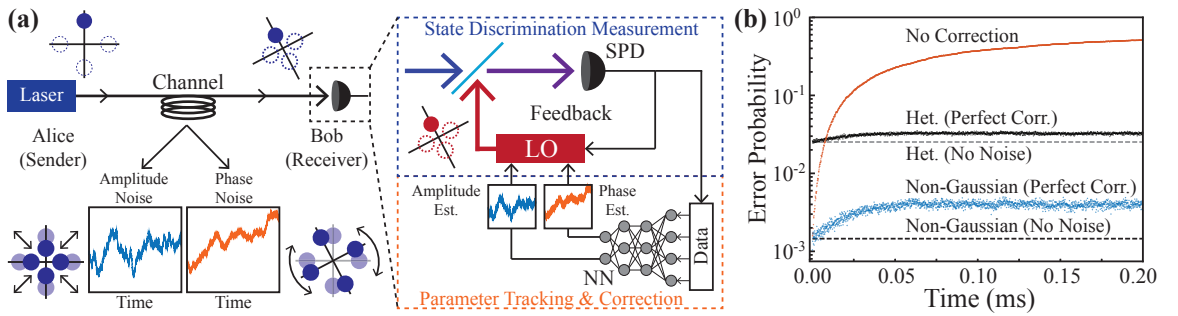 (a)
Laser
Channel
Alice
(Sender)
Bob
(Receiver)
Amplitude
Noise
Phase
Noise
Time
Time
State Discrimination Measurement
SPD
Feedback
LO
Amplitude
Est.
Phase
Est.
NN
Data
Parameter Tracking & Correction
(b)
Error Probability
10⁰
10⁻¹
10⁻²
10⁻³
No Correction
Het. (Perfect Corr.)
Het. (No Noise)
Non-Gaussian (Perfect Corr.)
Non-Gaussian (No Noise)
0.00 0.05 0.10 0.15 0.20
Time (ms)